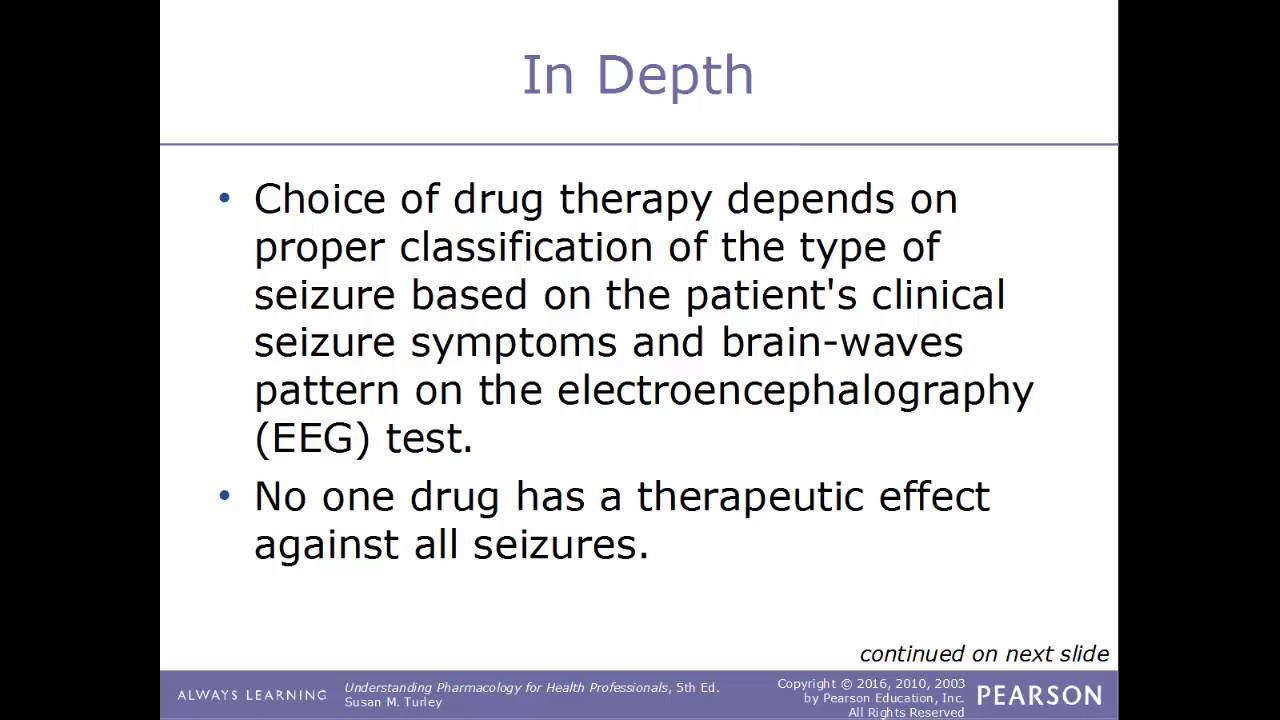 In Depth
• Choice of drug therapy depends on
proper classification of the type of
seizure based on the patient's clinical
seizure symptoms and brain-waves
pattern on the electroencephalography
(EEG) test.
• No one drug has a therapeutic effect
against all seizures.
continued on next slide
ALWAYS LEARNING
Understanding Pharmacology for Health Professionals, 5th Ed.
Susan M. Turley
Copyright © 2016, 2010, 2003
by Pearson Education, Inc.
All Rights Reserved
PEARSON